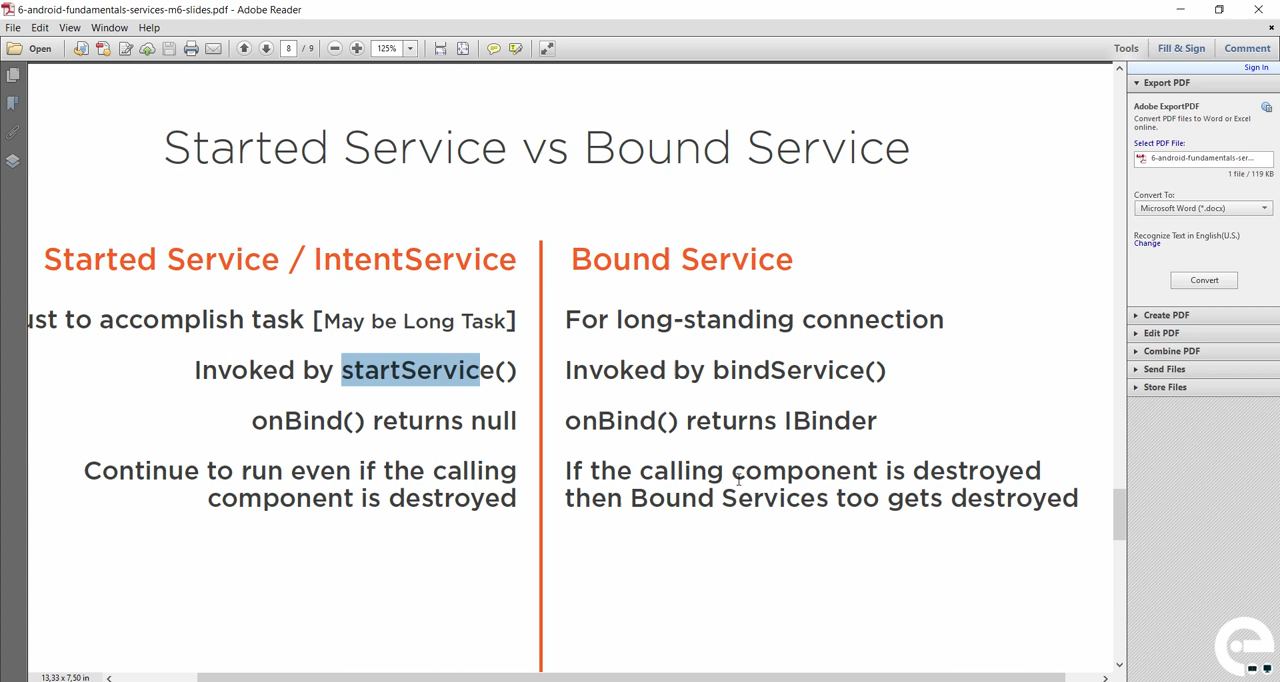 6-android-fundamentals-services-m6-slides.pdf - Adobe Reader
File Edit View Window Help
Open 8 / 9 125% Tools Fill & Sign Comment
Sign In
Export PDF
Adobe ExportPDF
Convert PDF files to Word or Excel
online.
Select PDF File:
6-android-fundamentals-ser...
1 file / 119 KB
Convert To:
Microsoft Word (*.docx)
Recognize Text in English(U.S.)
Change
Convert
Create PDF
Edit PDF
Combine PDF
Send Files
Store Files
Started Service vs Bound Service
Started Service / IntentService
ust to accomplish task [May be Long Task]
Invoked by startService()
onBind() returns null
Continue to run even if the calling
component is destroyed
Bound Service
For long-standing connection
Invoked by bindService()
onBind() returns IBinder
If the calling component is destroyed
then Bound Services too gets destroyed
13,33 x 7,50 in